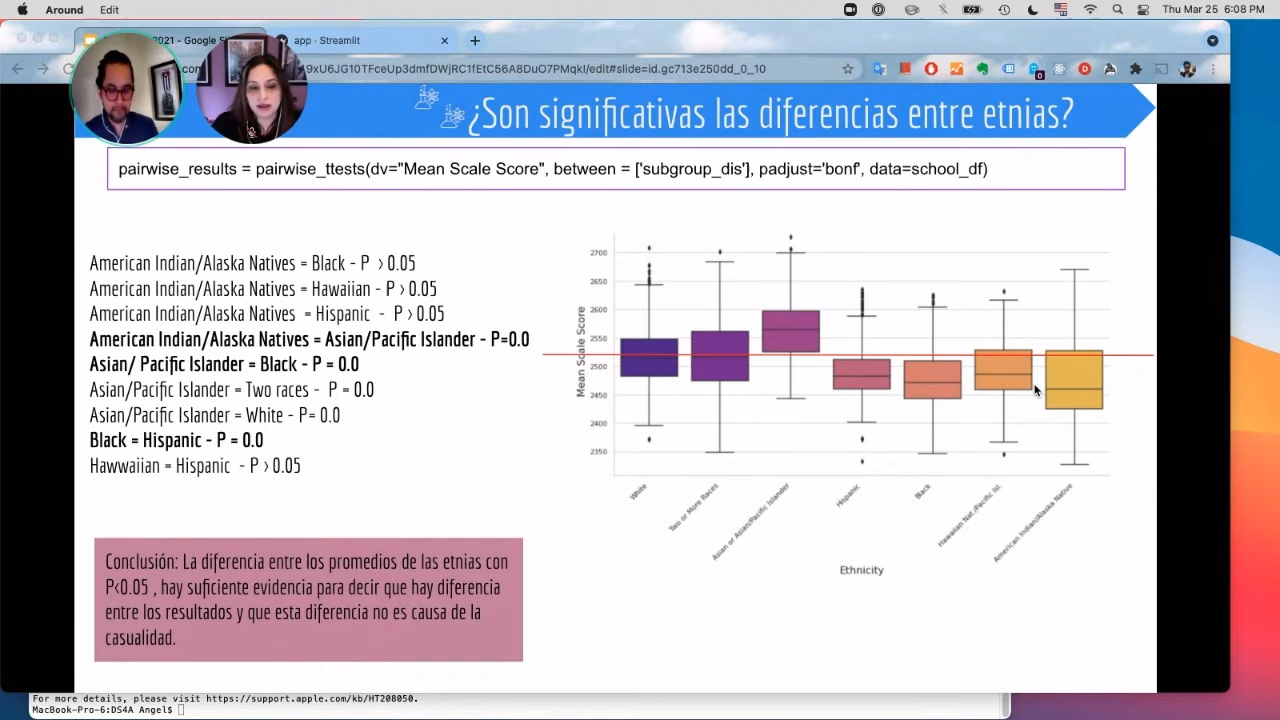 Around Edit
Thu Mar 25 6:08 PM
2021 - Google Sl
app · Streamlit
19xU6JG10TFceUp3dmfDWjRC1fEtC56A8DuO7PMqkI/edit#slide=id.gc713e250dd_0_10
¿Son significativas las diferencias entre etnias?
pairwise_results = pairwise_ttests(dv="Mean Scale Score", between = ['subgroup_dis'], padjust='bonf', data=school_df)
American Indian/Alaska Natives = Black - P > 0.05
American Indian/Alaska Natives = Hawaiian - P > 0.05
American Indian/Alaska Natives = Hispanic - P > 0.05
American Indian/Alaska Natives = Asian/Pacific Islander - P=0.0
Asian/ Pacific Islander = Black - P = 0.0
Asian/Pacific Islander = Two races - P = 0.0
Asian/Pacific Islander = White - P= 0.0
Black = Hispanic - P = 0.0
Hawwaiian = Hispanic - P > 0.05
Conclusión: La diferencia entre los promedios de las etnias con
P<0.05 , hay suficiente evidencia para decir que hay diferencia
entre los resultados y que esta diferencia no es causa de la
casualidad.
Mean Scale Score
2700
2650
2600
2550
2500
2450
2400
2350
White
Two or More Races
Asian or Asian/Pacific Islander
Hispanic
Black
Hawaiian Nat./Pacific Isl.
American Indian/Alaska Native
Ethnicity
For more details, please visit https://support.apple.com/kb/HT208050.
MacBook-Pro-6:DS4A Angel$